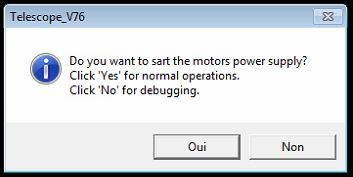 Telescope_V76
Do you want to sart the motors power supply?
Click 'Yes' for normal operations.
Click 'No' for debugging.
Oui
Non